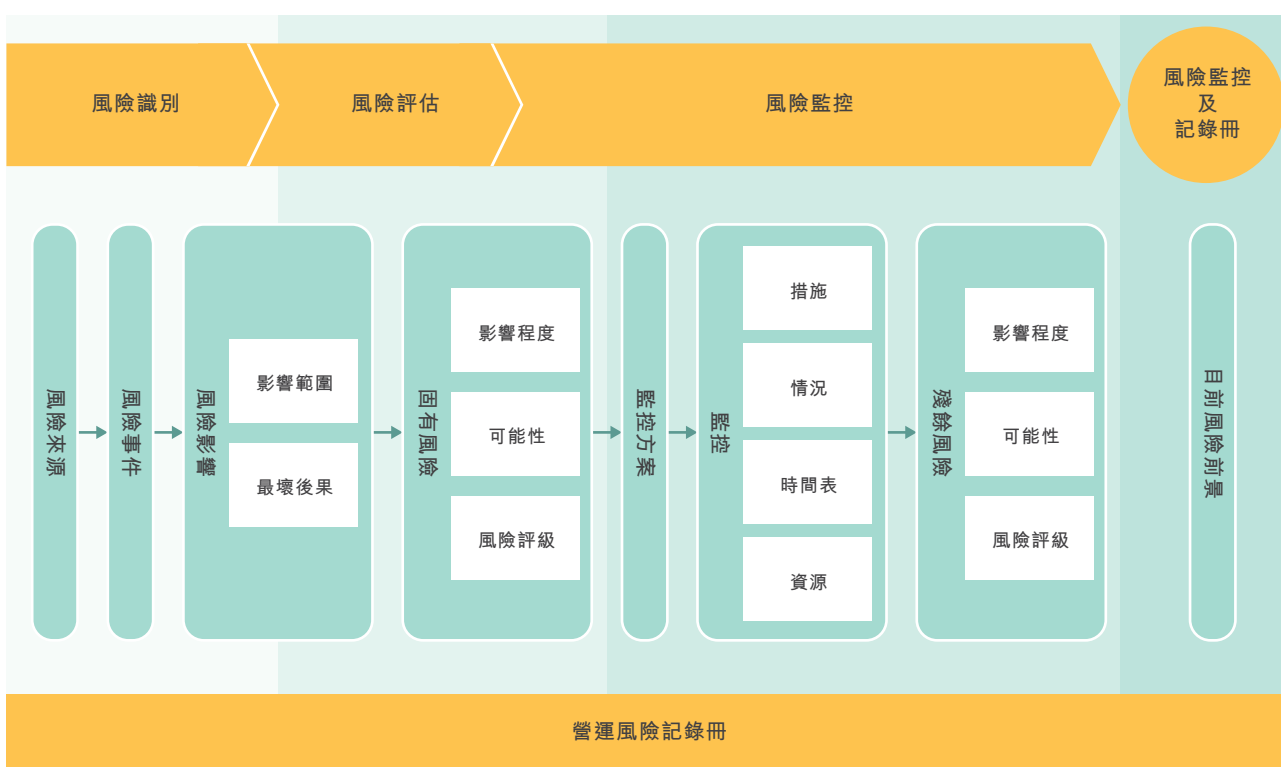 風險識別
風險評估
風險監控
風險監控
及
記錄冊
風險來源
風險事件
風險影響
影響範圍
最壞後果
固有風險
影響程度
可能性
風險評級
監控方案
監控
措施
情況
時間表
資源
殘餘風險
影響程度
可能性
風險評級
目前風險前景
營運風險記錄冊